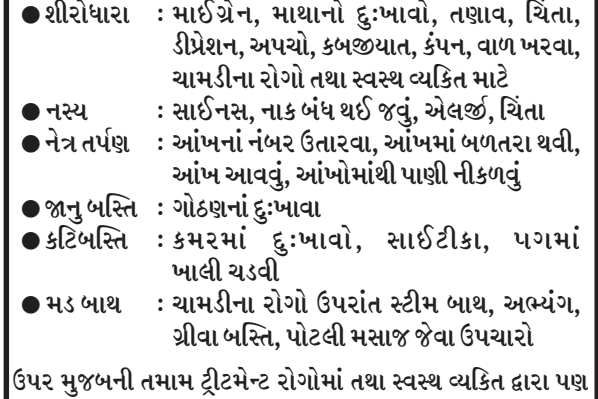 ● શીરોધારા : માઈગ્રેન, માથાનો દુઃખાવો, તણાવ, ચિંતા,
ડીપ્રેશન, અપચો, કબજીયાત, કંપન, વાળ ખરવા,
ચામડીના રોગો તથા સ્વસ્થ વ્યકિત માટે
● નસ્ય : સાઈનસ, નાક બંધ થઈ જવું, એલર્જી, ચિંતા
● નેત્ર તર્પણ : આંખનાં નંબર ઉતારવા, આંખમાં બળતરા થવી,
આંખ આવવું, આંખોમાંથી પાણી નીકળવું
● જાનુ બસ્તિ : ગોઠણનાં દુઃખાવા
● કટિબસ્તિ : કમરમાં દુઃખાવો, સાઈટીકા, પગમાં
ખાલી ચડવી
● મડ બાથ : ચામડીના રોગો ઉપરાંત સ્ટીમ બાથ, અભ્યંગ,
ગ્રીવા બસ્તિ, પોટલી મસાજ જેવા ઉપચારો
ઉપર મુજબની તમામ ટ્રીટમેન્ટ રોગોમાં તથા સ્વસ્થ વ્યકિત દ્વારા પણ